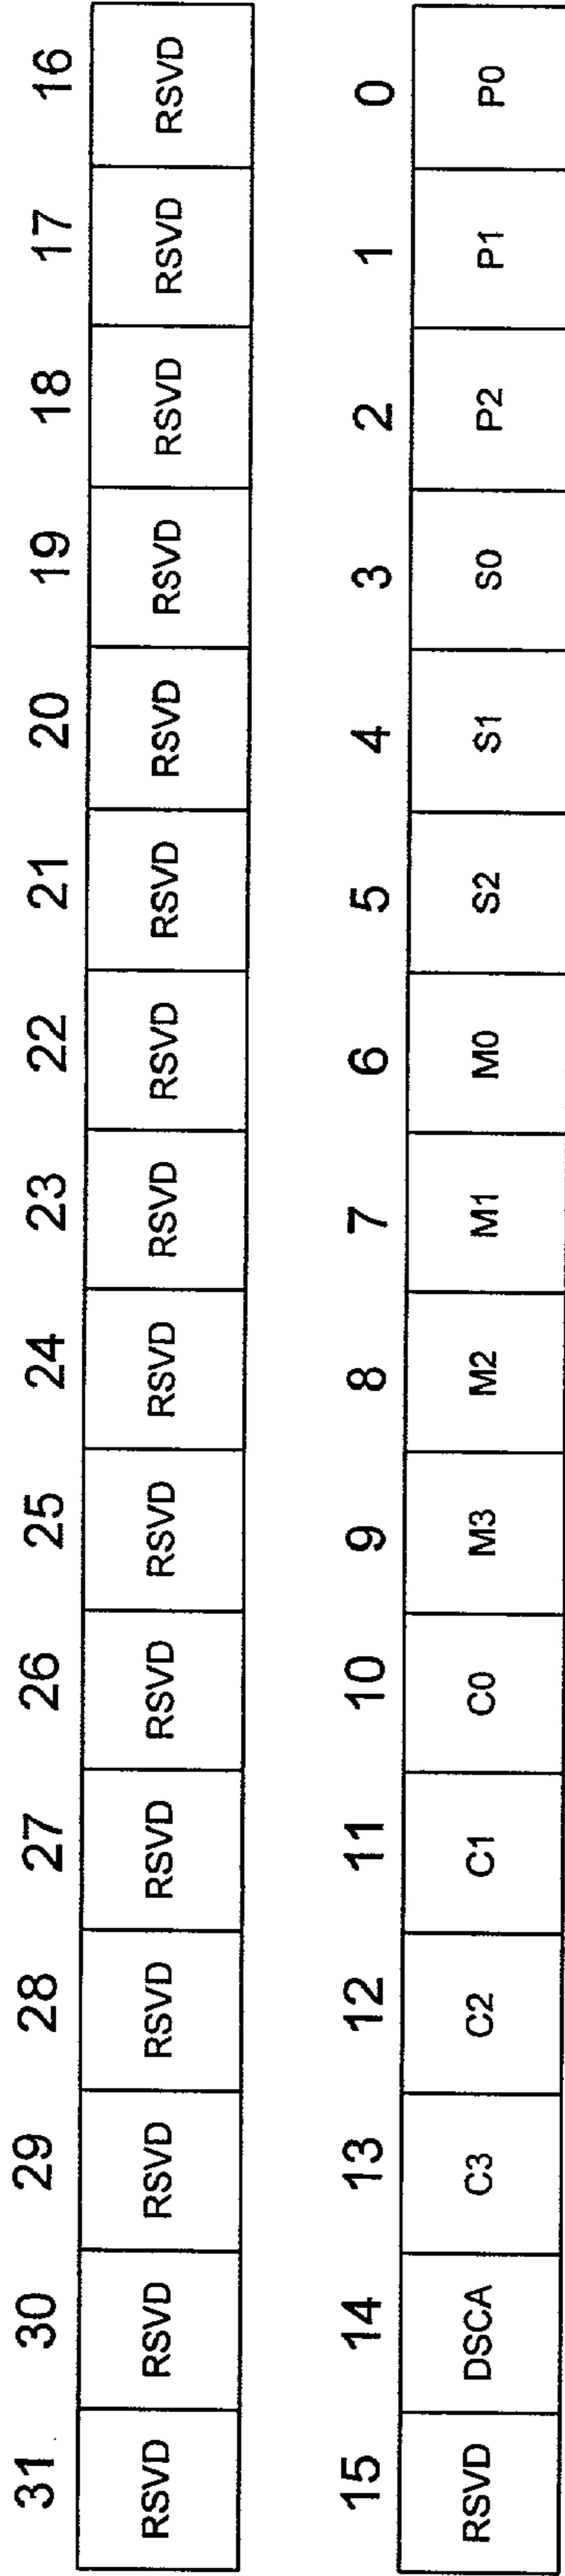 31 30 29 28 27 26 25 24 23 22 21 20 19 18 17 16
RSVD RSVD RSVD RSVD RSVD RSVD RSVD RSVD RSVD RSVD RSVD RSVD RSVD RSVD RSVD RSVD
15 14 13 12 11 10 9 8 7 6 5 4 3 2 1 0
RSVD DSCA C3 C2 C1 C0 M3 M2 M1 M0 S2 S1 S0 P2 P1 P0